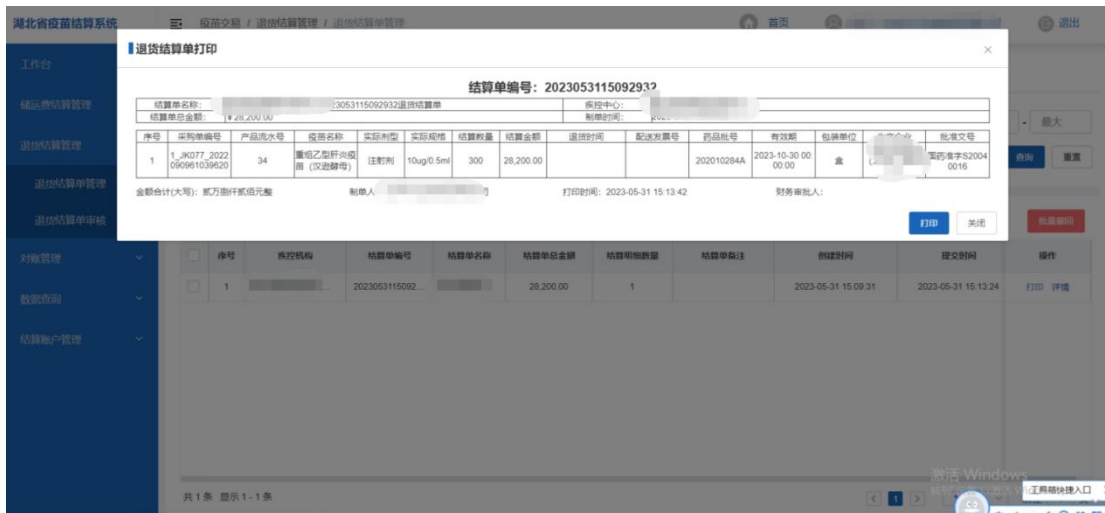 湖北省疫苗结算系统
疫苗交易 / 退货结算管理 / 退货结算单管理
首页
退出
工作台
储运费结算管理
退货结算管理
退货结算单管理
退货结算单审核
对账管理
数据查询
结算账户管理
退货结算单打印
×
结算单编号：2023053115092932
结算单名称： 3053115092932退货结算单 疾控中心：
结算单总金额： ¥28,200.00 制单时间：
序号 采购单编号 产品流水号 疫苗名称 实际剂型 实际规格 结算数量 结算金额 退货时间 配送发票号 药品批号 有效期 包装单位 批准文号
1 1_JK077_2022090961039620 34 重组乙型肝炎疫苗（汉逊酵母） 注射剂 10ug/0.5ml 300 28,200.00 202010284A 2023-10-30 00:00:00 盒 国药准字S20040016
金额合计(大写)：贰万捌仟贰佰元整 制单人 打印时间：2023-05-31 15:13:42 财务审批人：
打印 关闭
- 最大
查询 重置
批量撤回
序号 疾控机构 结算单编号 结算单名称 结算单总金额 结算明细数量 结算单备注 创建时间 提交时间 操作
1 2023053115092... 28,200.00 1 2023-05-31 15:09:31 2023-05-31 15:13:24 打印 详情
共 1 条 显示 1 - 1 条
< 1 >
激活 Windows
工具箱快捷入口